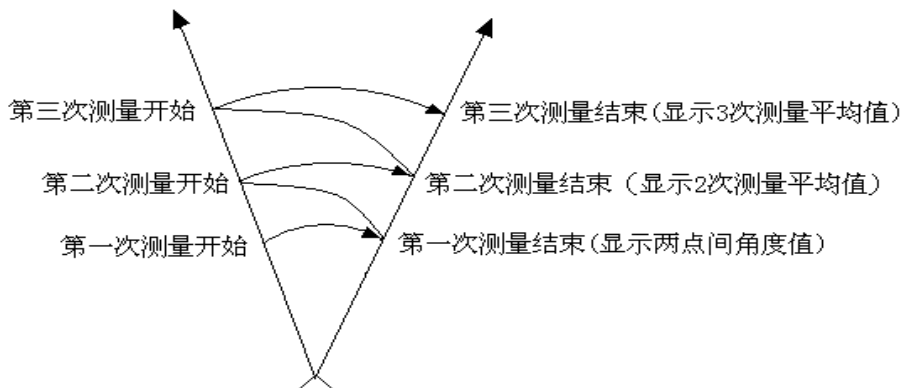 第三次测量开始
第三次测量结束(显示3次测量平均值)
第二次测量开始
第二次测量结束（显示2次测量平均值)
第一次测量开始
第一次测量结束(显示两点间角度值)